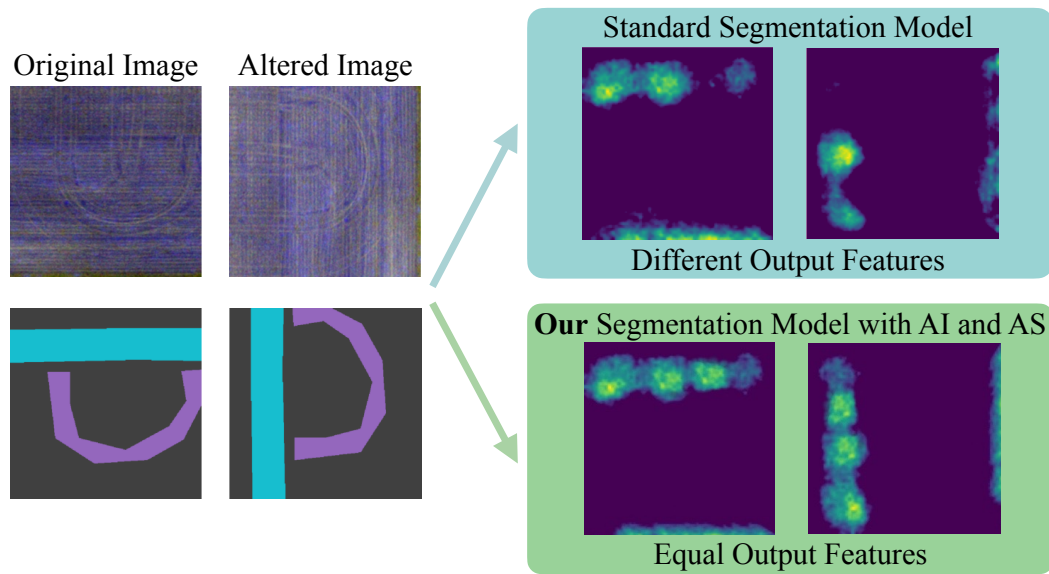 Original Image
Altered Image
Standard Segmentation Model
Different Output Features
Our Segmentation Model with AI and AS
Equal Output Features